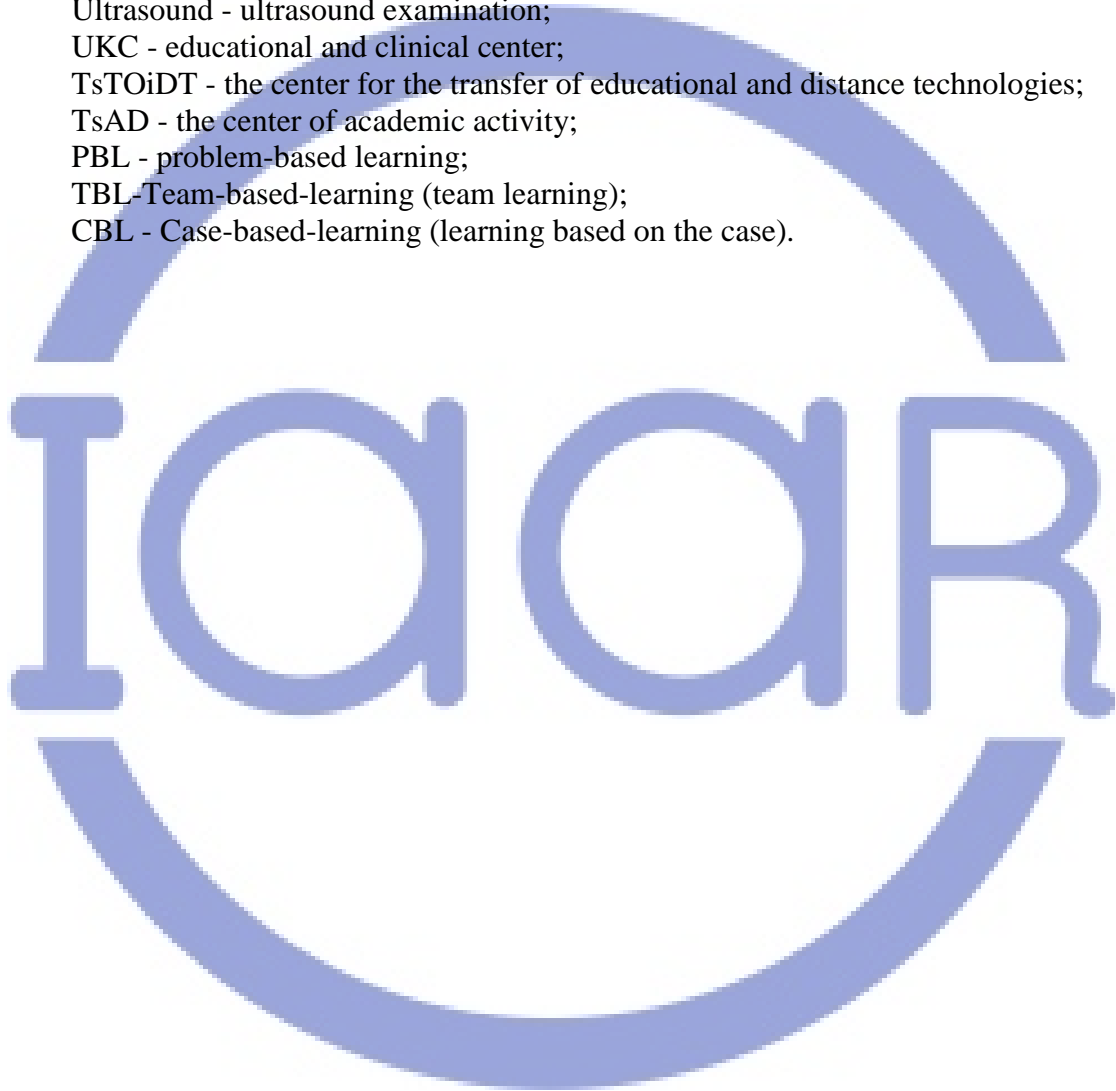 Ultrasound - ultrasound examination;
UKC - educational and clinical center;
TsTOiDT - the center for the transfer of educational and distance technologies;
TsAD - the center of academic activity;
PBL - problem-based learning;
TBL-Team-based-learning (team learning);
CBL - Case-based-learning (learning based on the case).
IaaR